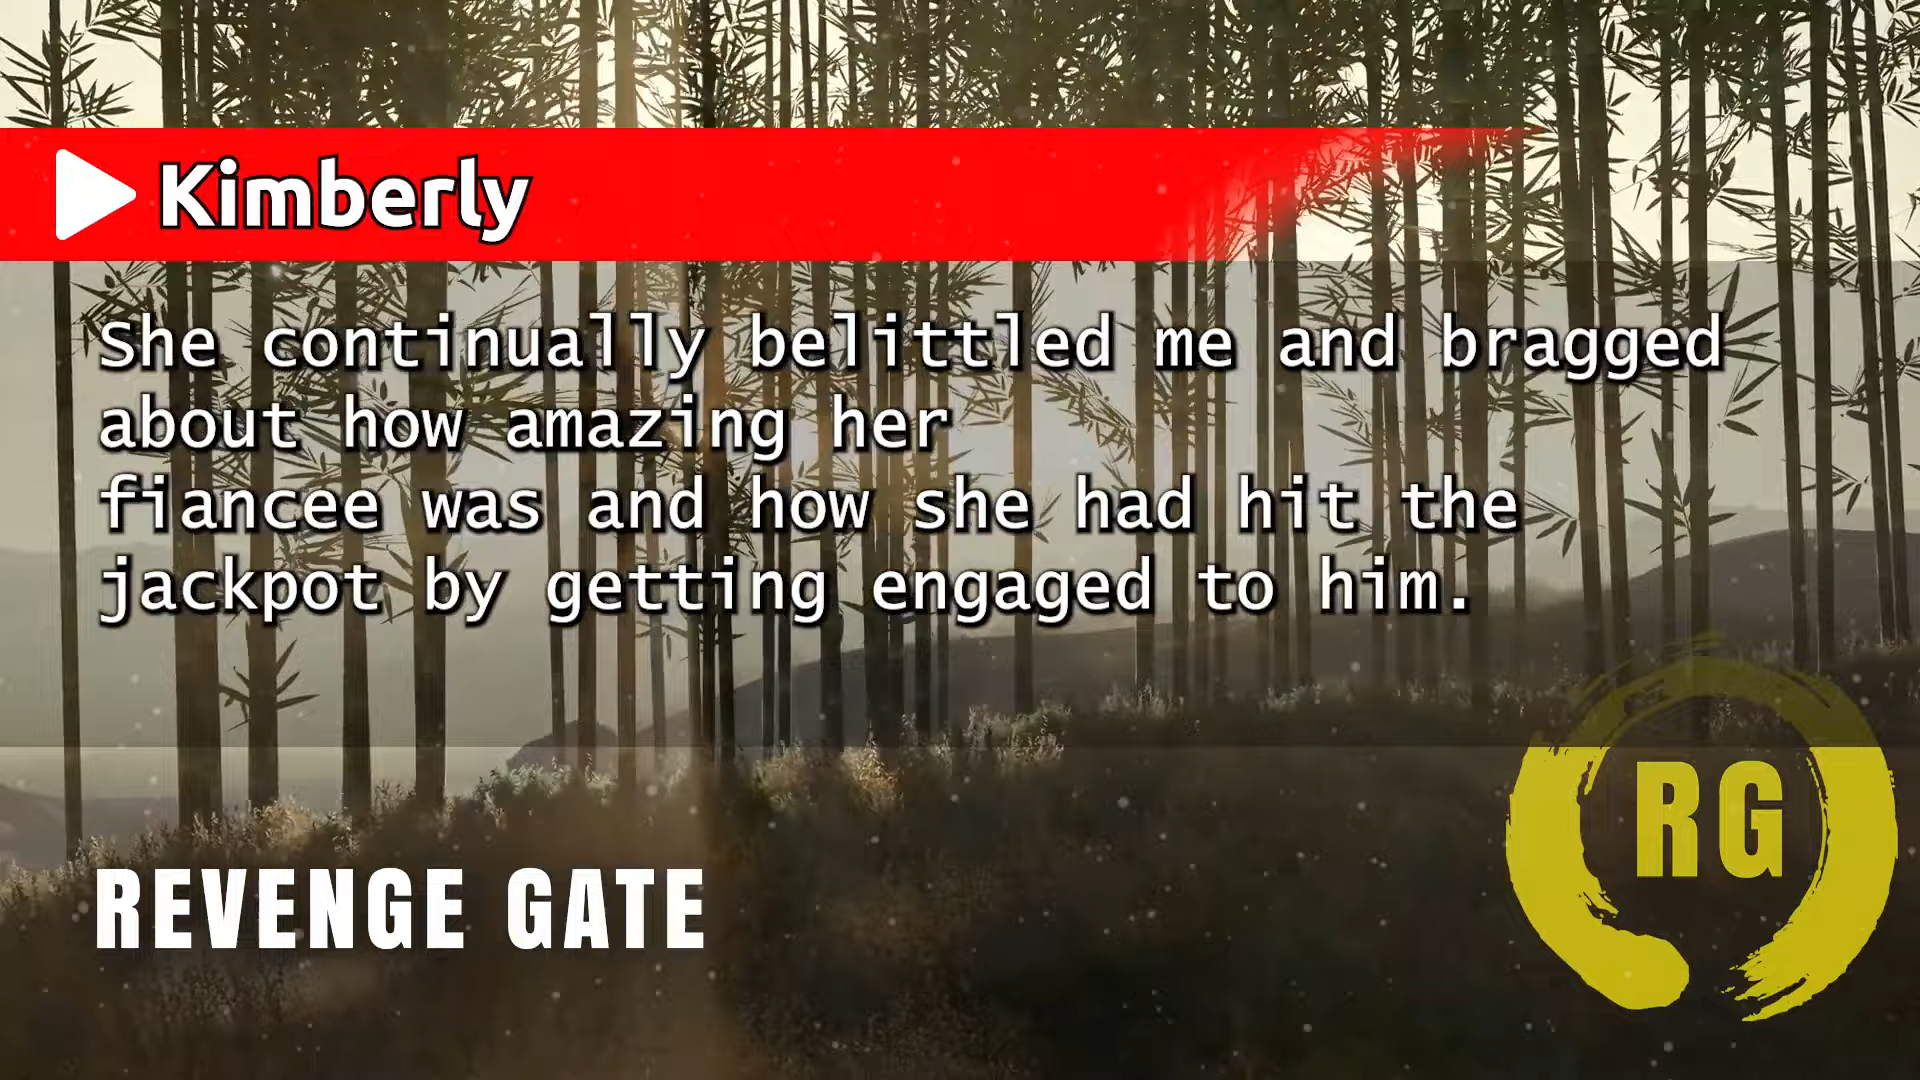 Kimberly
She continually belittled me and bragged
about how amazing her
fiancee was and how she had hit the
jackpot by getting engaged to him.
REVENGE GATE
RG